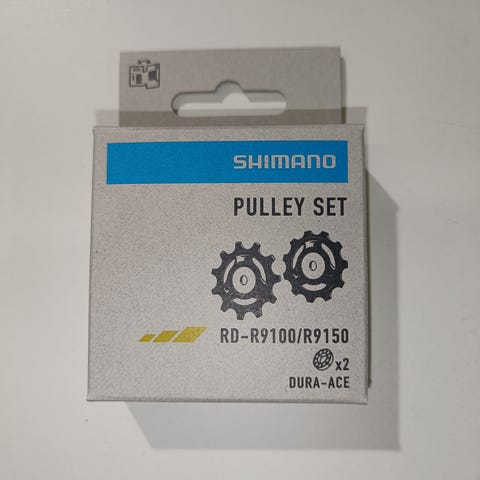 SHIMANO
PULLEY SET
RD-R9100/R9150
x2
DURA-ACE